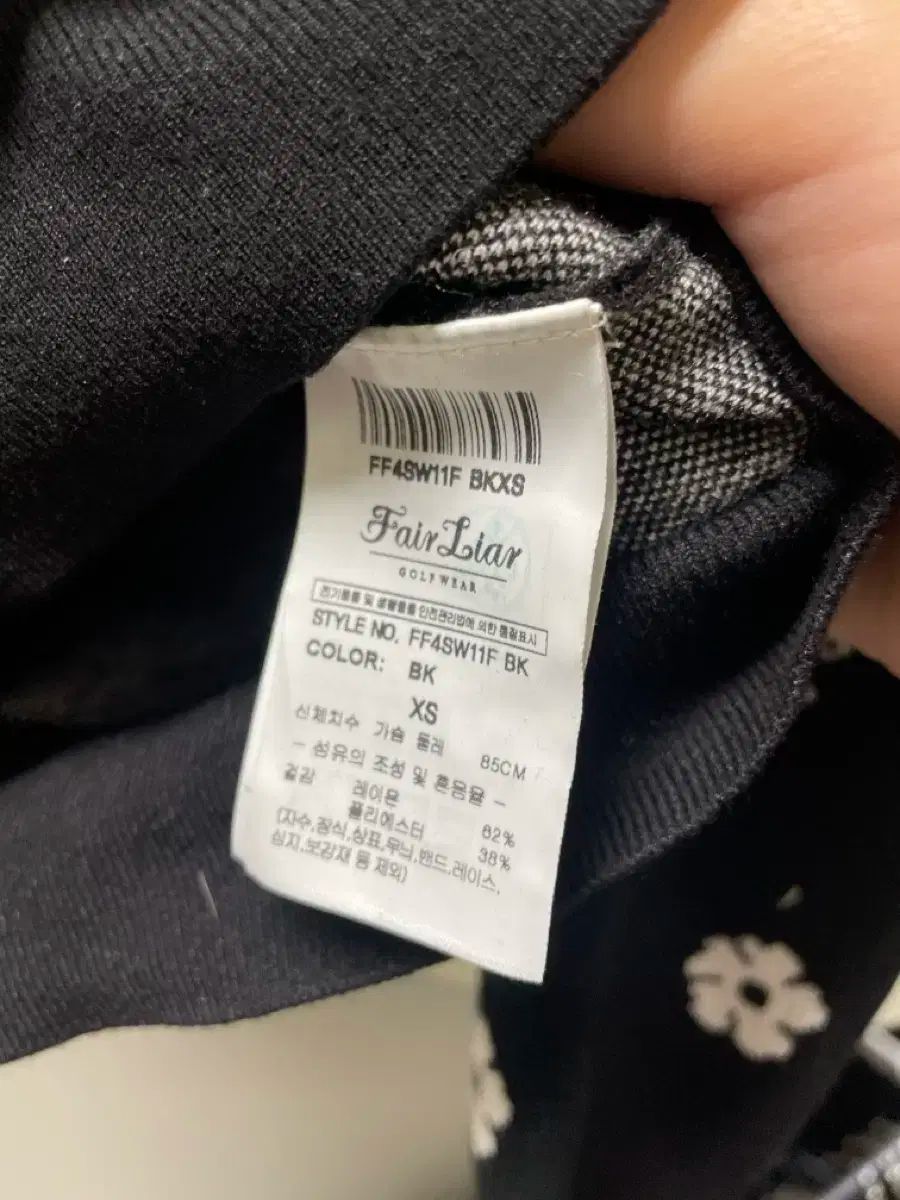 FF4SW11F BKXS
Fair Liar
GOLF WEAR
전기용품 및 생활용품 안전관리법에 의한 품질표시
STYLE NO. FF4SW11F BK
COLOR: BK
XS
신체치수 가슴 둘레 85CM
- 섬유의 조성 및 혼용율 -
겉감 레이온 62%
폴리에스터 38%
(자수,장식,상표,무늬,밴드,레이스,
심지,보강재 등 제외)